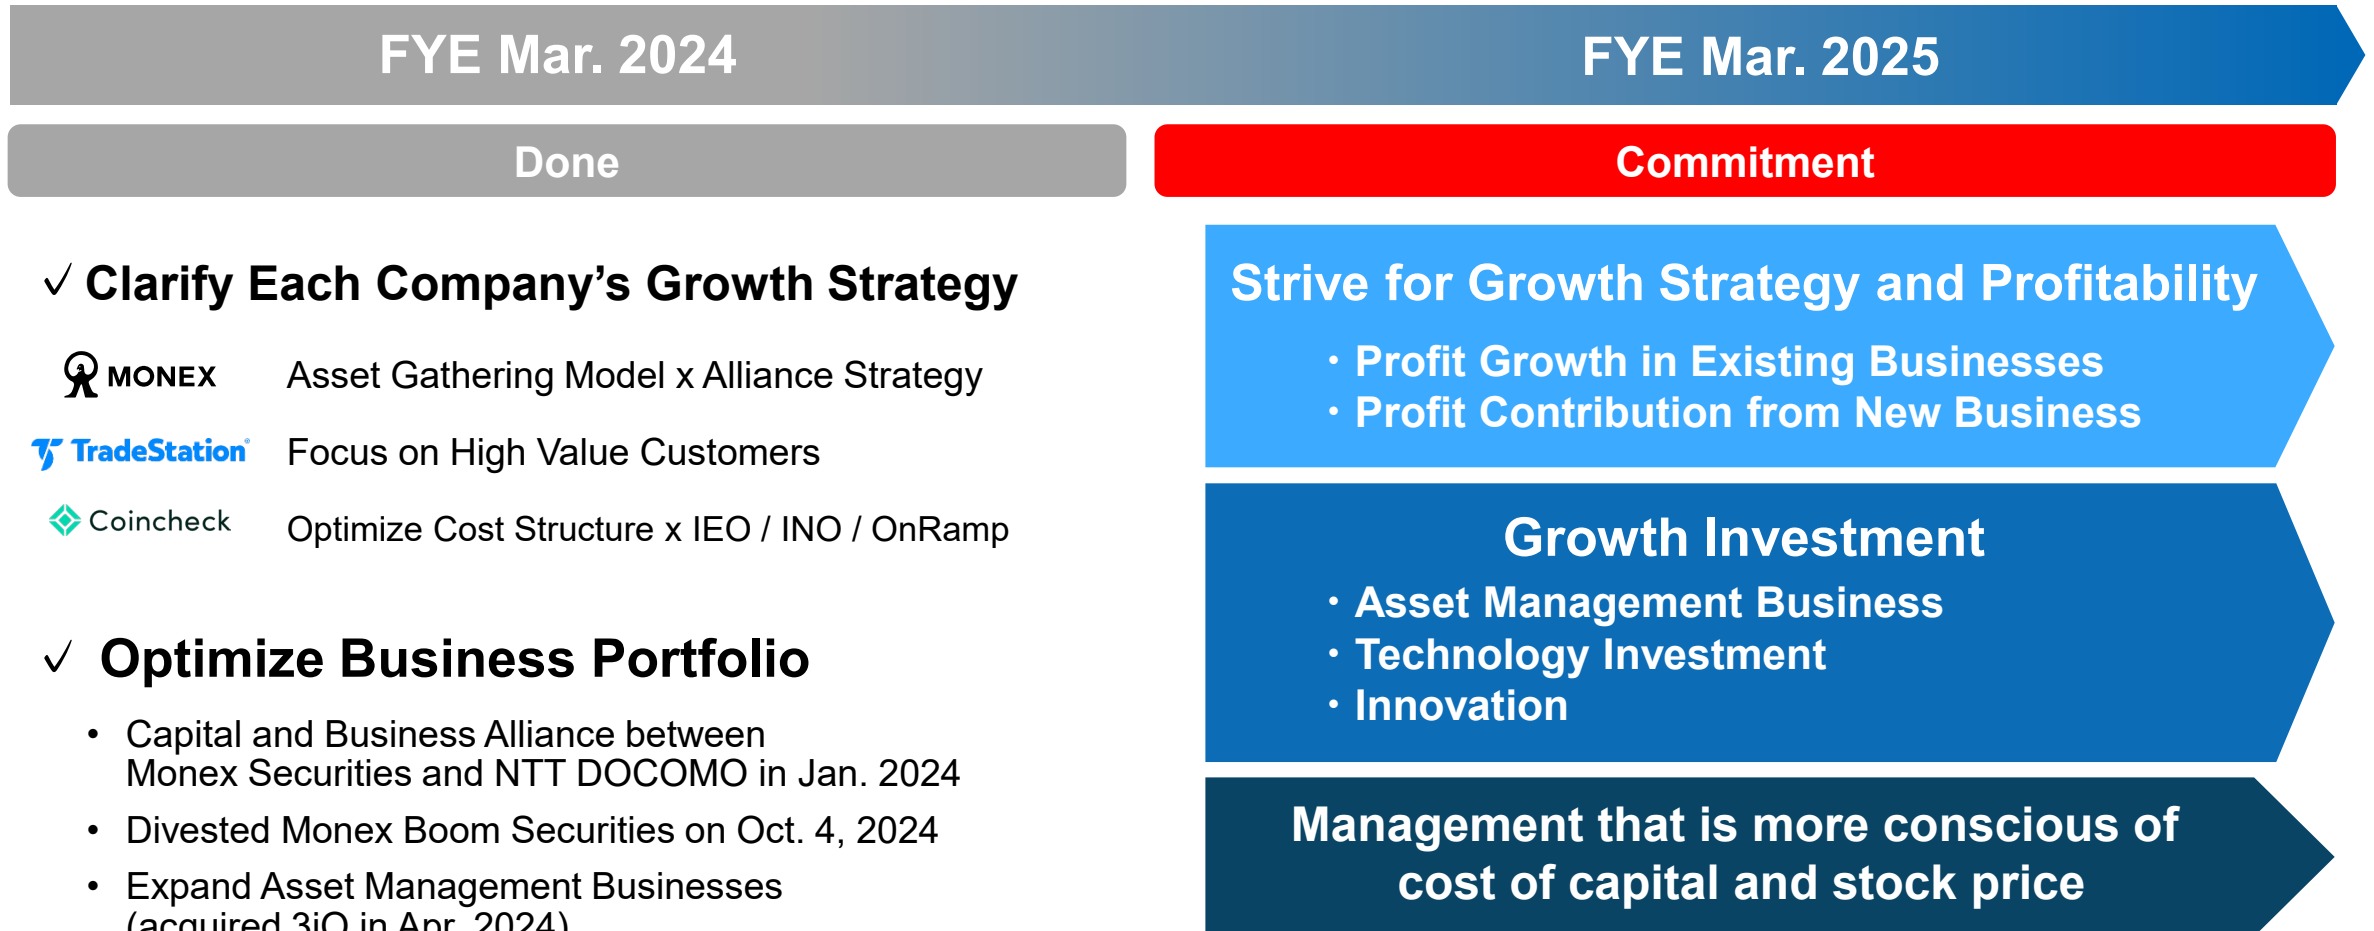 FYE Mar. 2024
FYE Mar. 2025
Done
Commitment
✓ Clarify Each Company’s Growth Strategy
MONEX Asset Gathering Model x Alliance Strategy
TradeStation® Focus on High Value Customers
Coincheck Optimize Cost Structure x IEO / INO / OnRamp
✓ Optimize Business Portfolio
• Capital and Business Alliance between
Monex Securities and NTT DOCOMO in Jan. 2024
• Divested Monex Boom Securities on Oct. 4, 2024
• Expand Asset Management Businesses
(acquired 3iQ in Apr. 2024)
Strive for Growth Strategy and Profitability
・Profit Growth in Existing Businesses
・Profit Contribution from New Business
Growth Investment
・Asset Management Business
・Technology Investment
・Innovation
Management that is more conscious of
cost of capital and stock price